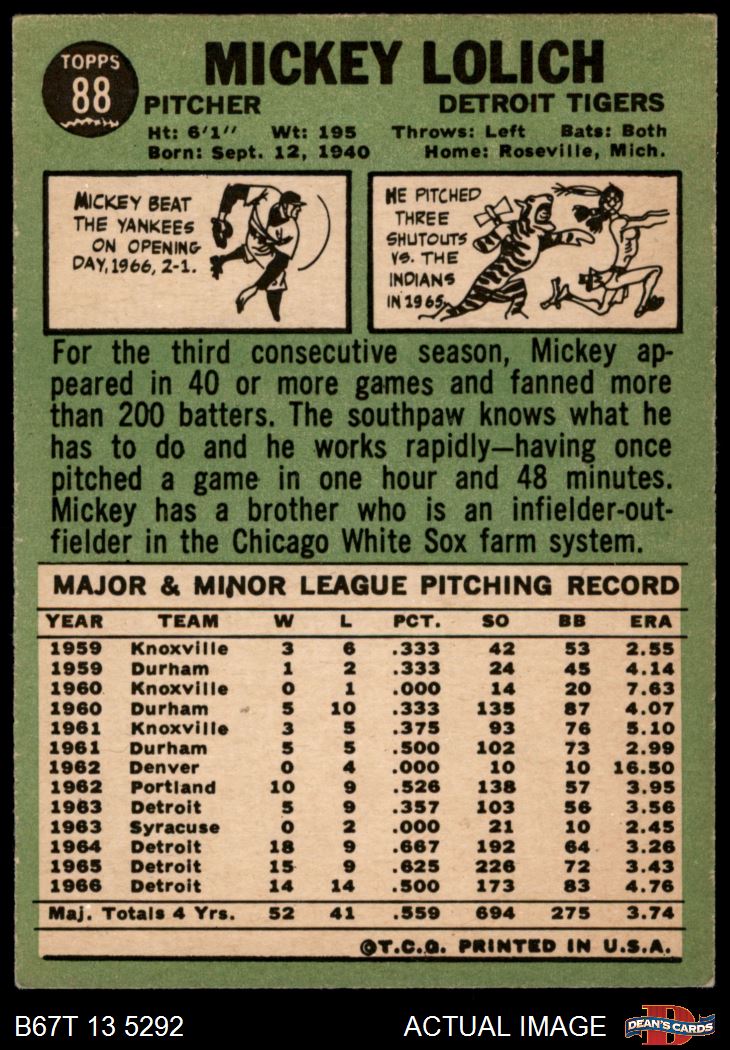 TOPPS
88
MICKEY LOLICH
PITCHER DETROIT TIGERS
Ht: 6'1" Wt: 195 Throws: Left Bats: Both
Born: Sept. 12, 1940 Home: Roseville, Mich.
MICKEY BEAT
THE YANKEES
ON OPENING
DAY, 1966, 2-1.
HE PITCHED
THREE
SHUTOUTS
VS. THE
INDIANS
IN 1965
For the third consecutive season, Mickey ap-
peared in 40 or more games and fanned more
than 200 batters. The southpaw knows what he
has to do and he works rapidly—having once
pitched a game in one hour and 48 minutes.
Mickey has a brother who is an infielder-out-
fielder in the Chicago White Sox farm system.
MAJOR & MINOR LEAGUE PITCHING RECORD
YEAR TEAM W L PCT. SO BB ERA
1959 Knoxville 3 6 .333 42 53 2.55
1959 Durham 1 2 .333 24 45 4.14
1960 Knoxville 0 1 .000 14 20 7.63
1960 Durham 5 10 .333 135 87 4.07
1961 Knoxville 3 5 .375 93 76 5.10
1961 Durham 5 5 .500 102 73 2.99
1962 Denver 0 4 .000 10 10 16.50
1962 Portland 10 9 .526 138 57 3.95
1963 Detroit 5 9 .357 103 56 3.56
1963 Syracuse 0 2 .000 21 10 2.45
1964 Detroit 18 9 .667 192 64 3.26
1965 Detroit 15 9 .625 226 72 3.43
1966 Detroit 14 14 .500 173 83 4.76
Maj. Totals 4 Yrs. 52 41 .559 694 275 3.74
©T.C.G. PRINTED IN U.S.A.
B67T 13 5292 ACTUAL IMAGE
D
DEAN'S CARDS